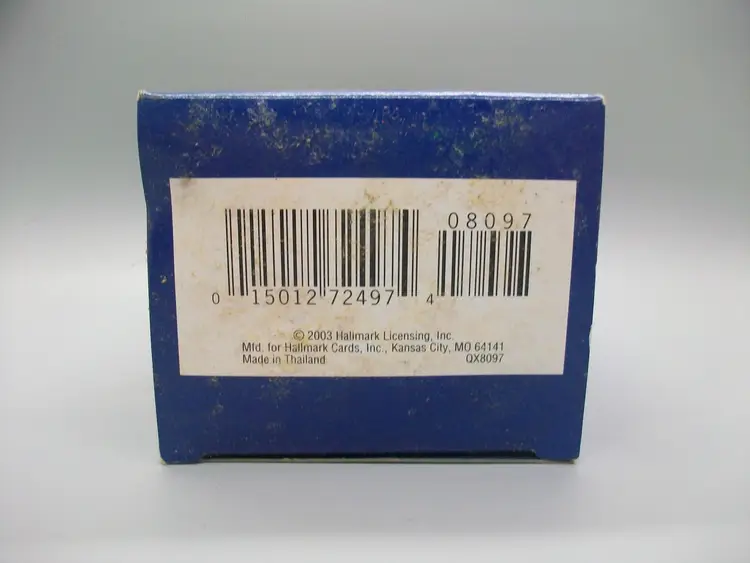 08097
0 15012 72497 4
© 2003 Hallmark Licensing, Inc.
Mfd. for Hallmark Cards, Inc., Kansas City, MO 64141
Made in Thailand QX8097